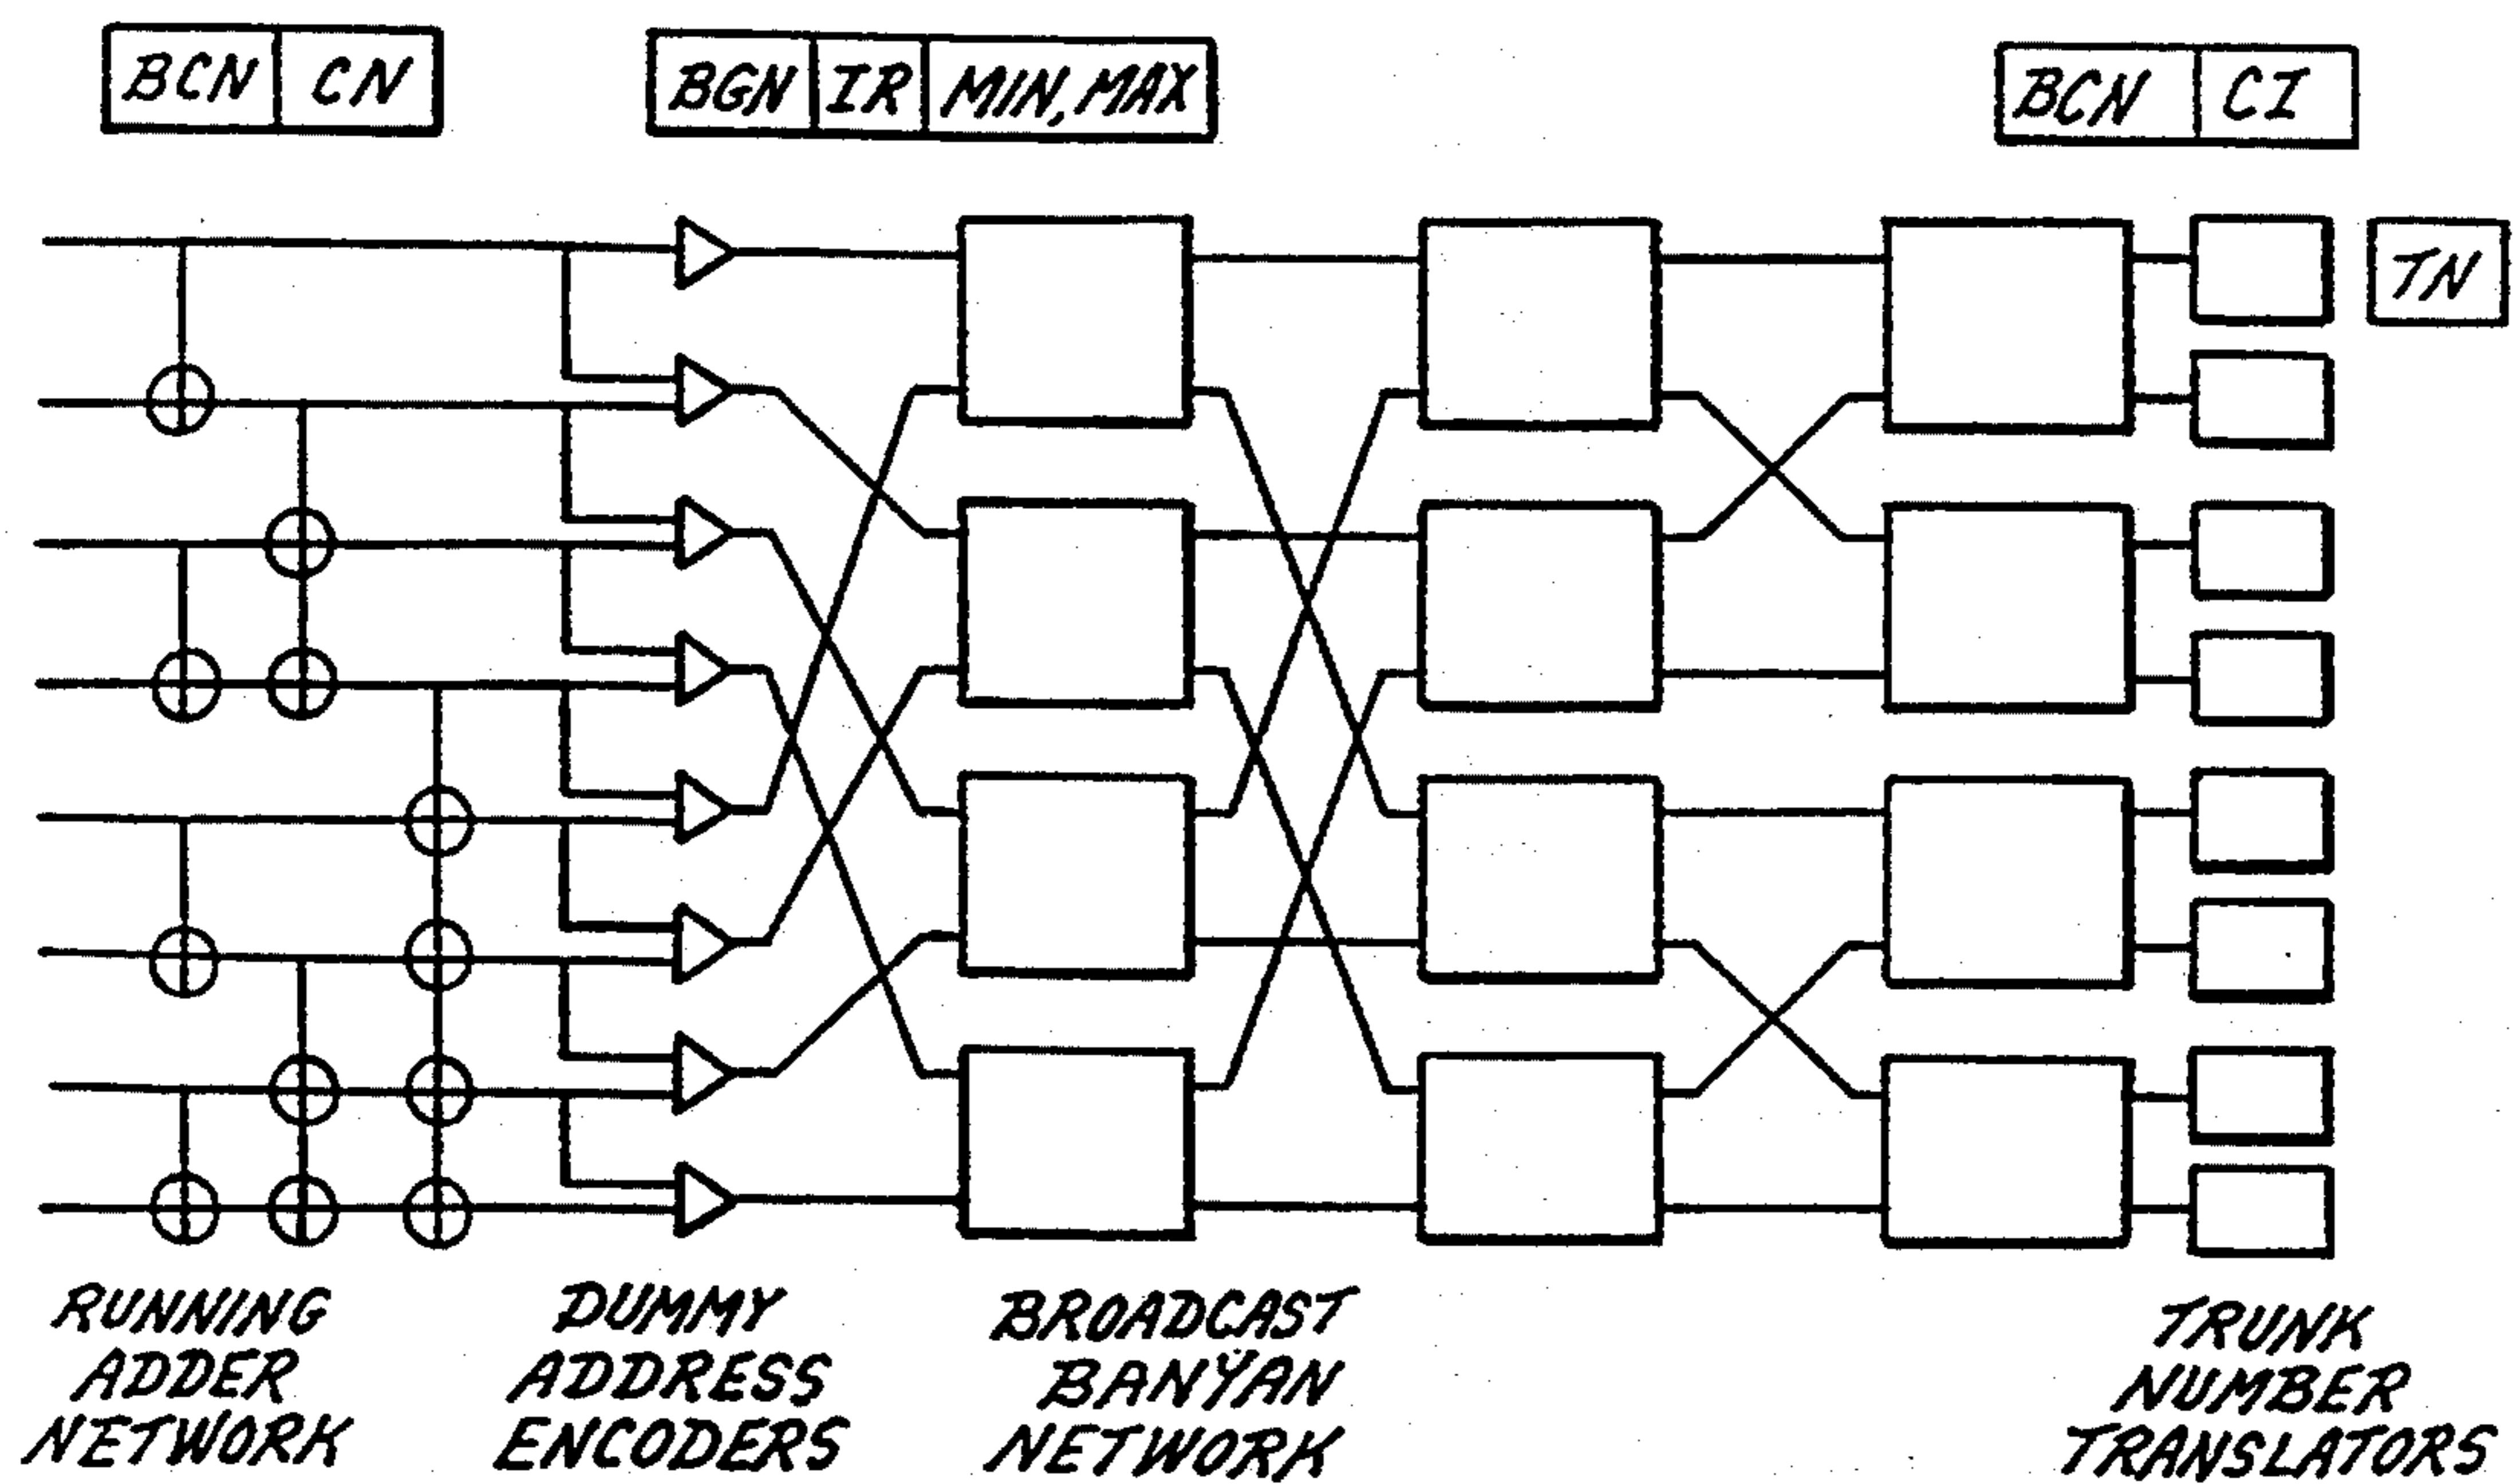 BCN CN
BGN IR MIN, MAX
BCN CI
TN
RUNNING
ADDER
NETWORK
DUMMY
ADDRESS
ENCODERS
BROADCAST
BANYAN
NETWORK
TRUNK
NUMBER
TRANSLATORS